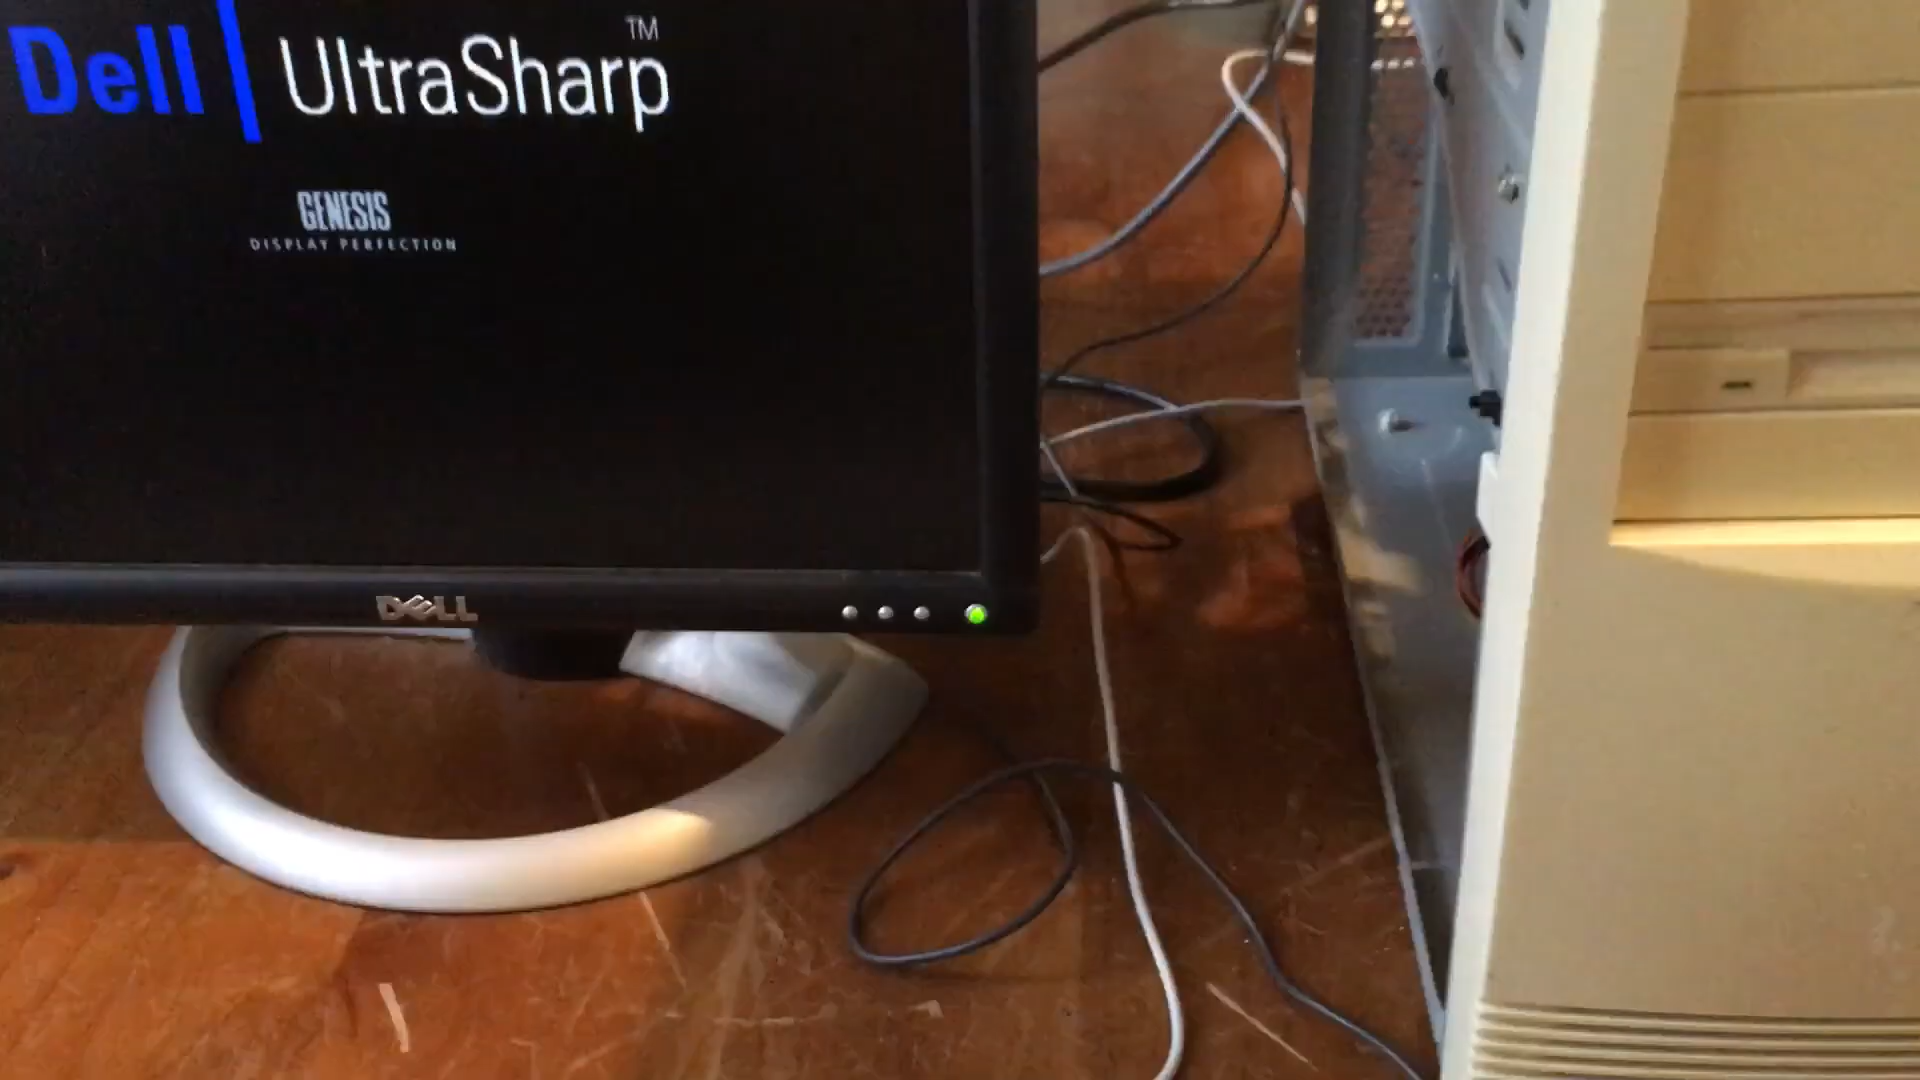 Dell | UltraSharp™
GENESIS
DISPLAY PERFECTION
DELL